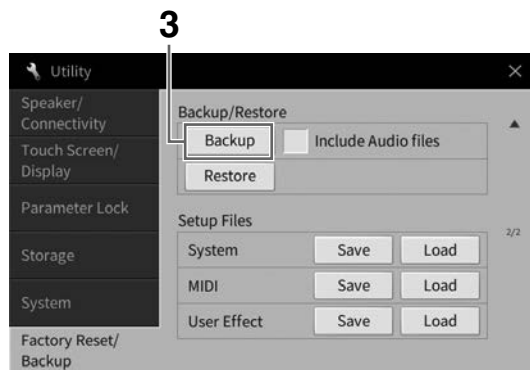 3
Utility
Speaker/
Connectivity
Touch Screen/
Display
Parameter Lock
Storage
System
Factory Reset/
Backup
Backup/Restore
Backup Include Audio files
Restore
Setup Files
System Save Load
MIDI Save Load
User Effect Save Load
2/2